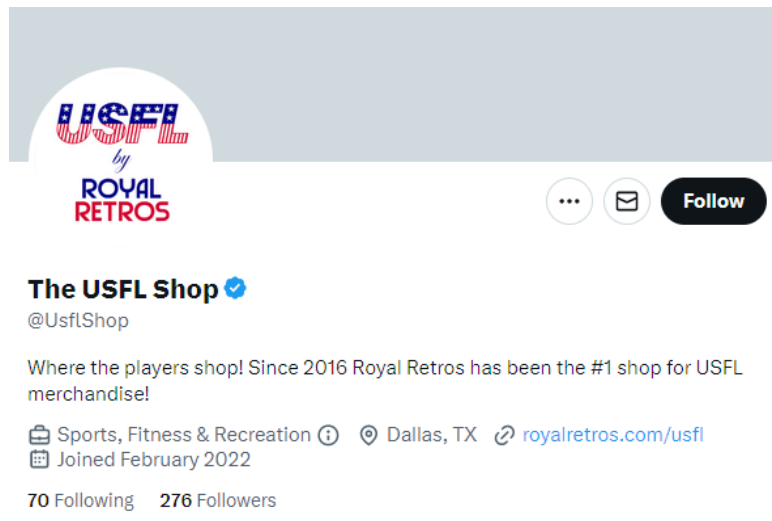 USFL
by
ROYAL
RETROS
Follow
The USFL Shop
@UsflShop
Where the players shop! Since 2016 Royal Retros has been the #1 shop for USFL
merchandise!
Sports, Fitness & Recreation Dallas, TX royalretros.com/usfl
Joined February 2022
70 Following 276 Followers